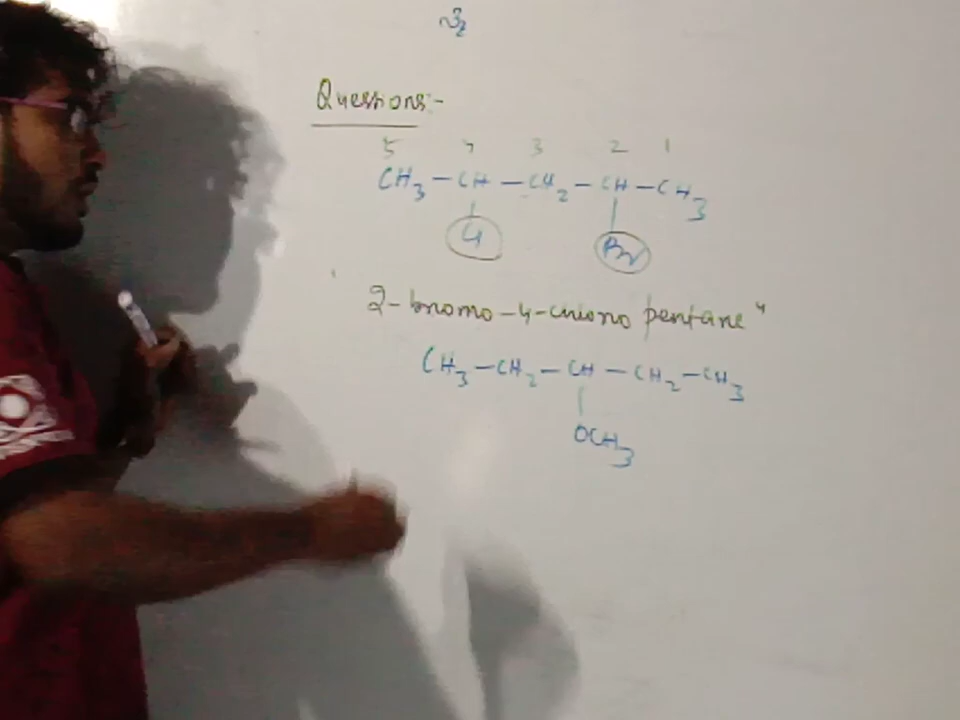 Questions:-
5 4 3 2 1
CH3 - CH - CH2 - CH - CH3
Cl Br
2-bromo-4-chloro pentane"
CH3 - CH2 - CH - CH2 - CH3
OCH3